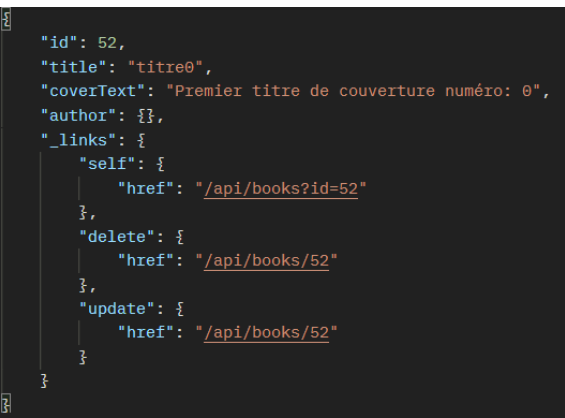 {
    "id": 52,
    "title": "titre0",
    "coverText": "Premier titre de couverture numéro: 0",
    "author": {},
    "_links": {
        "self": {
            "href": "/api/books?id=52"
        },
        "delete": {
            "href": "/api/books/52"
        },
        "update": {
            "href": "/api/books/52"
        }
    }
}